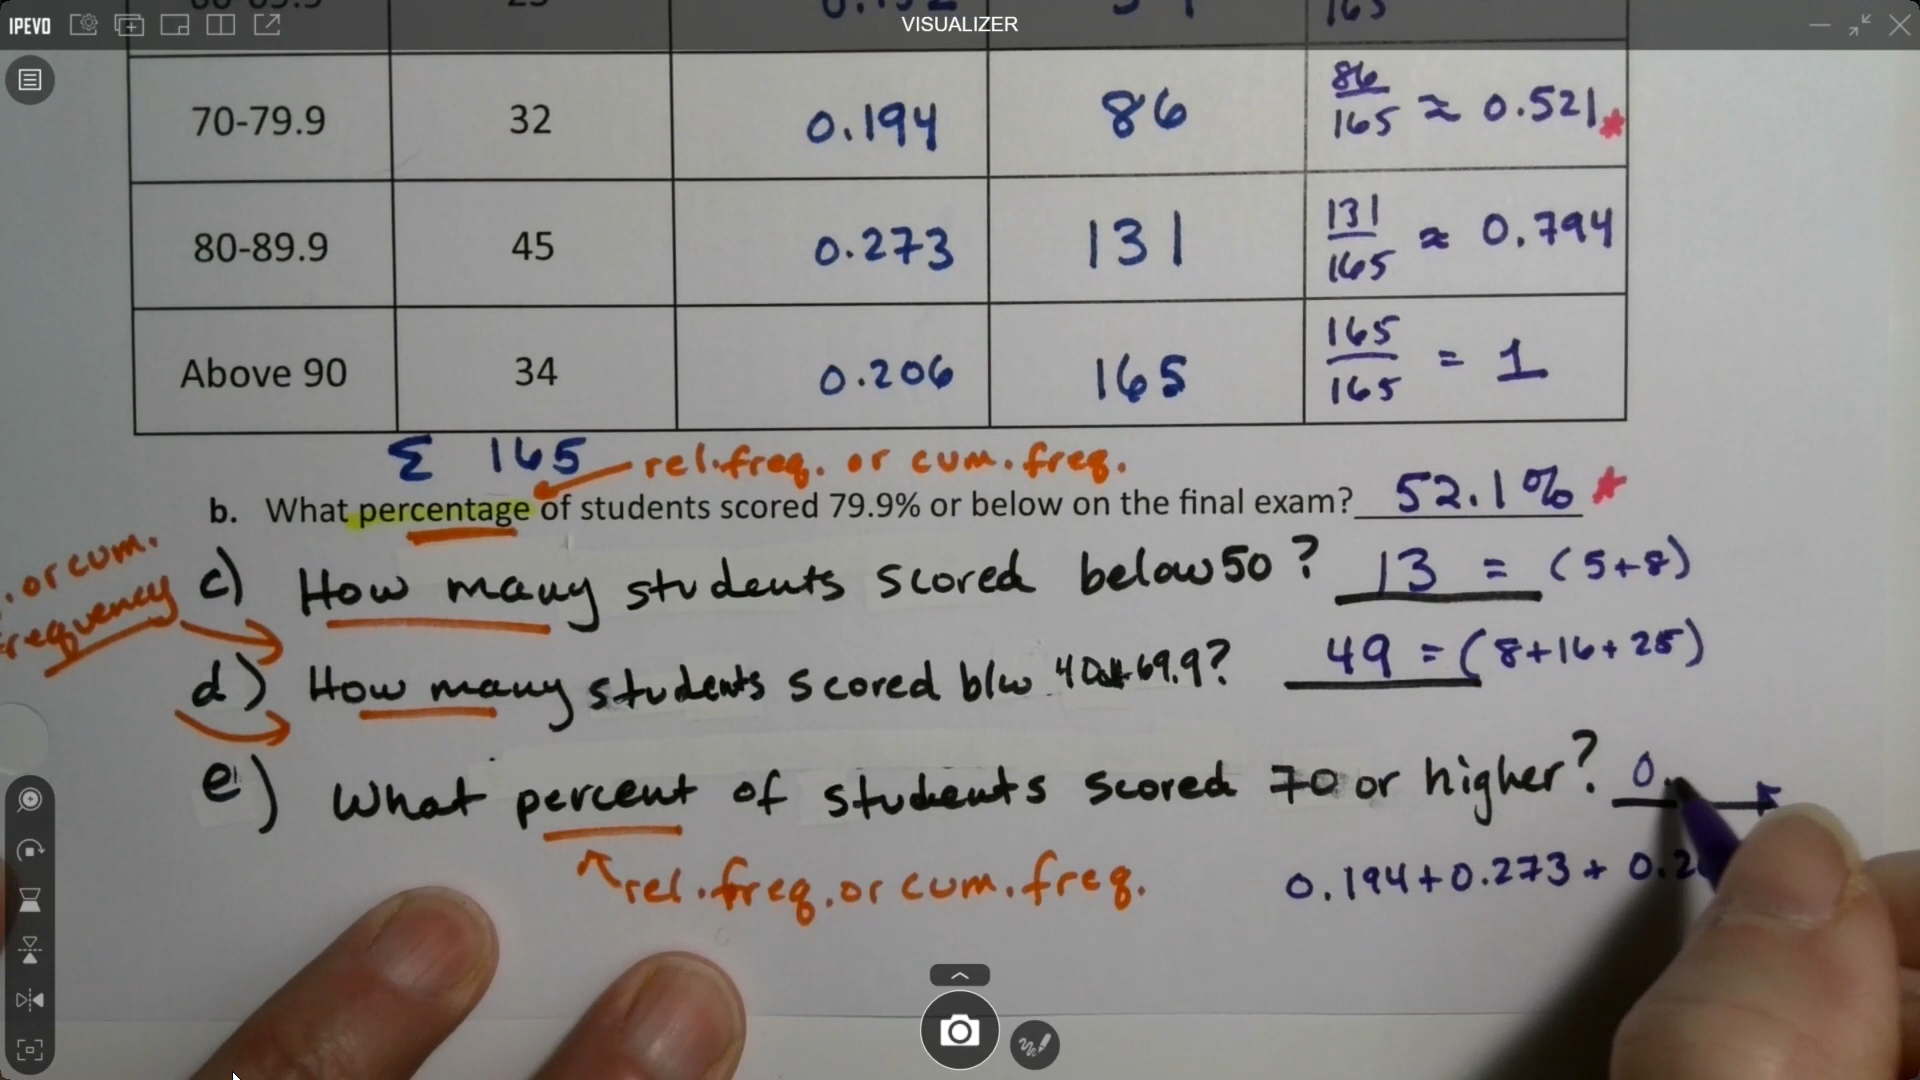 IPEVO VISUALIZER
70-79.9 32 0.194 86 86/165 ≈ 0.521 *
80-89.9 45 0.273 131 131/165 ≈ 0.794
Above 90 34 0.206 165 165/165 = 1
Σ 165 rel.freq. or cum.freq.
b. What percentage of students scored 79.9% or below on the final exam? 52.1% *
or cum.
c) How many students scored below 50? 13 = (5+8)
d) How many students scored b/w 40 + 69.9? 49 = (8+16+25)
e) What percent of students scored 70 or higher? 0.
rel.freq. or cum.freq. 0.194+0.273+0.2